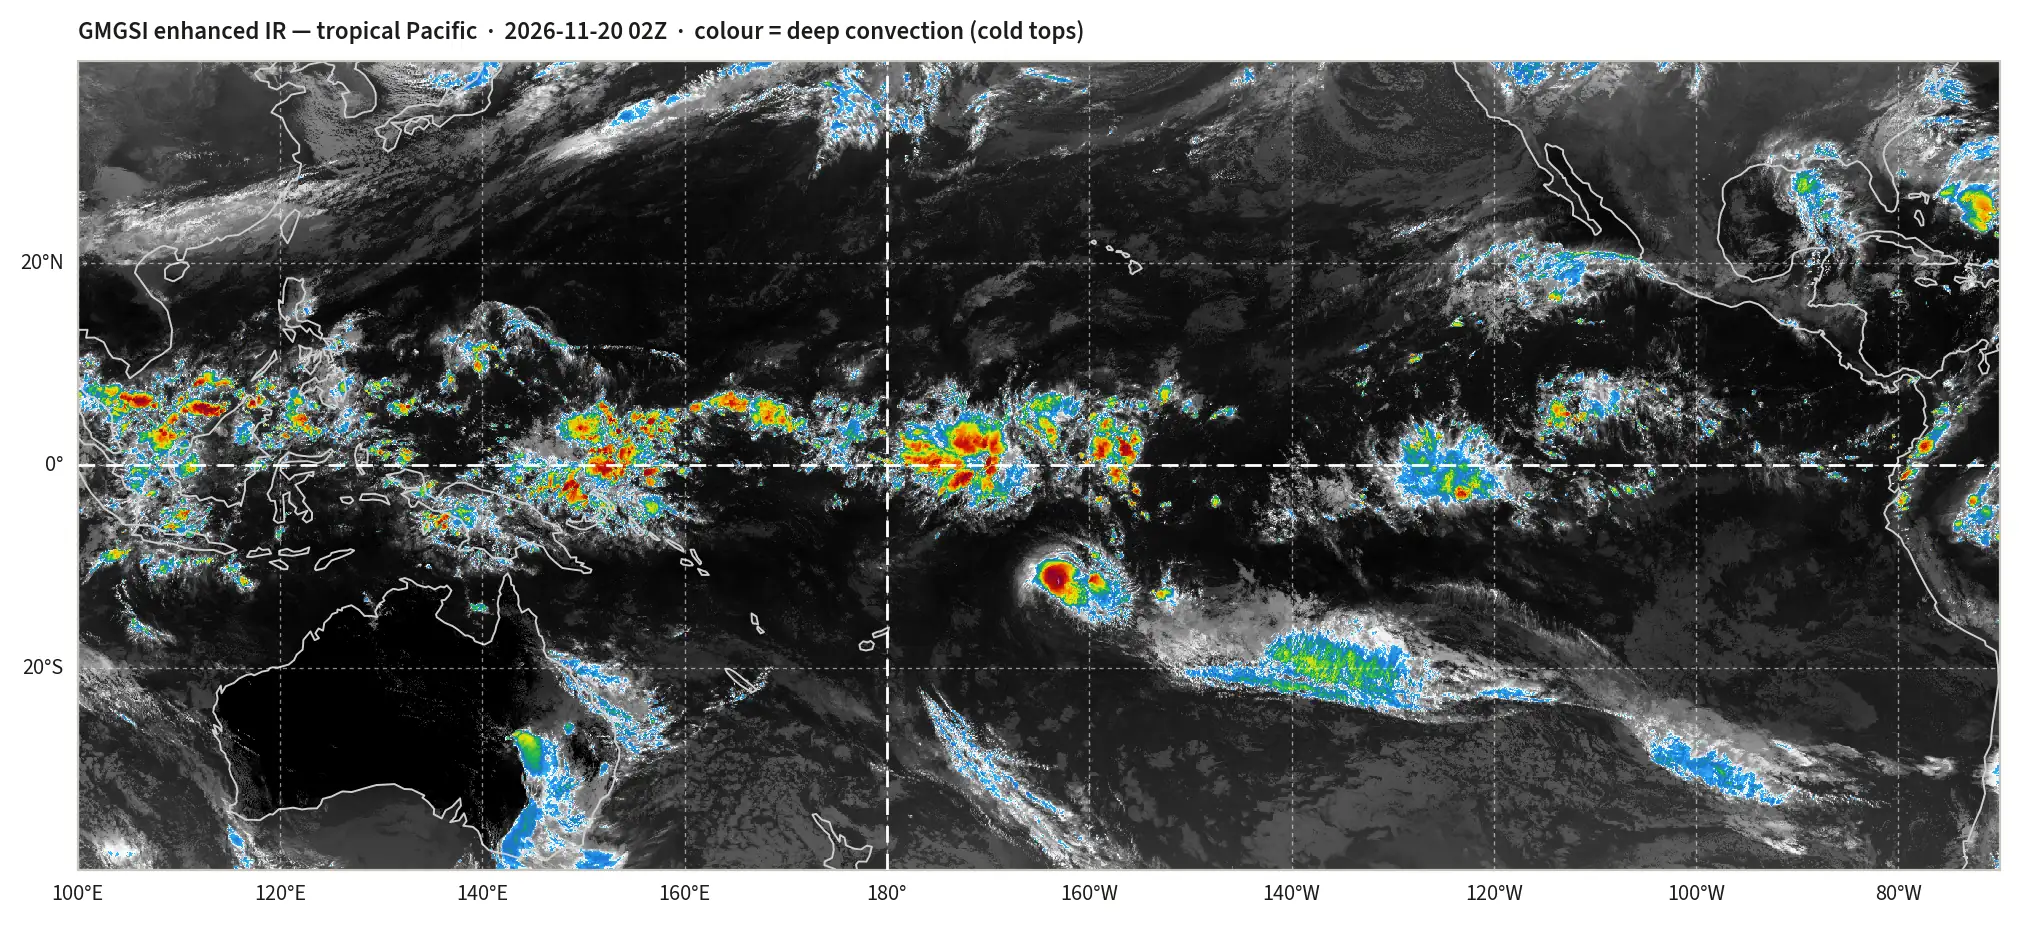 GMGSI enhanced IR — tropical Pacific · 2026-11-20 02Z · colour = deep convection (cold tops)
20°N
0°
20°S
100°E 120°E 140°E 160°E 180° 160°W 140°W 120°W 100°W 80°W